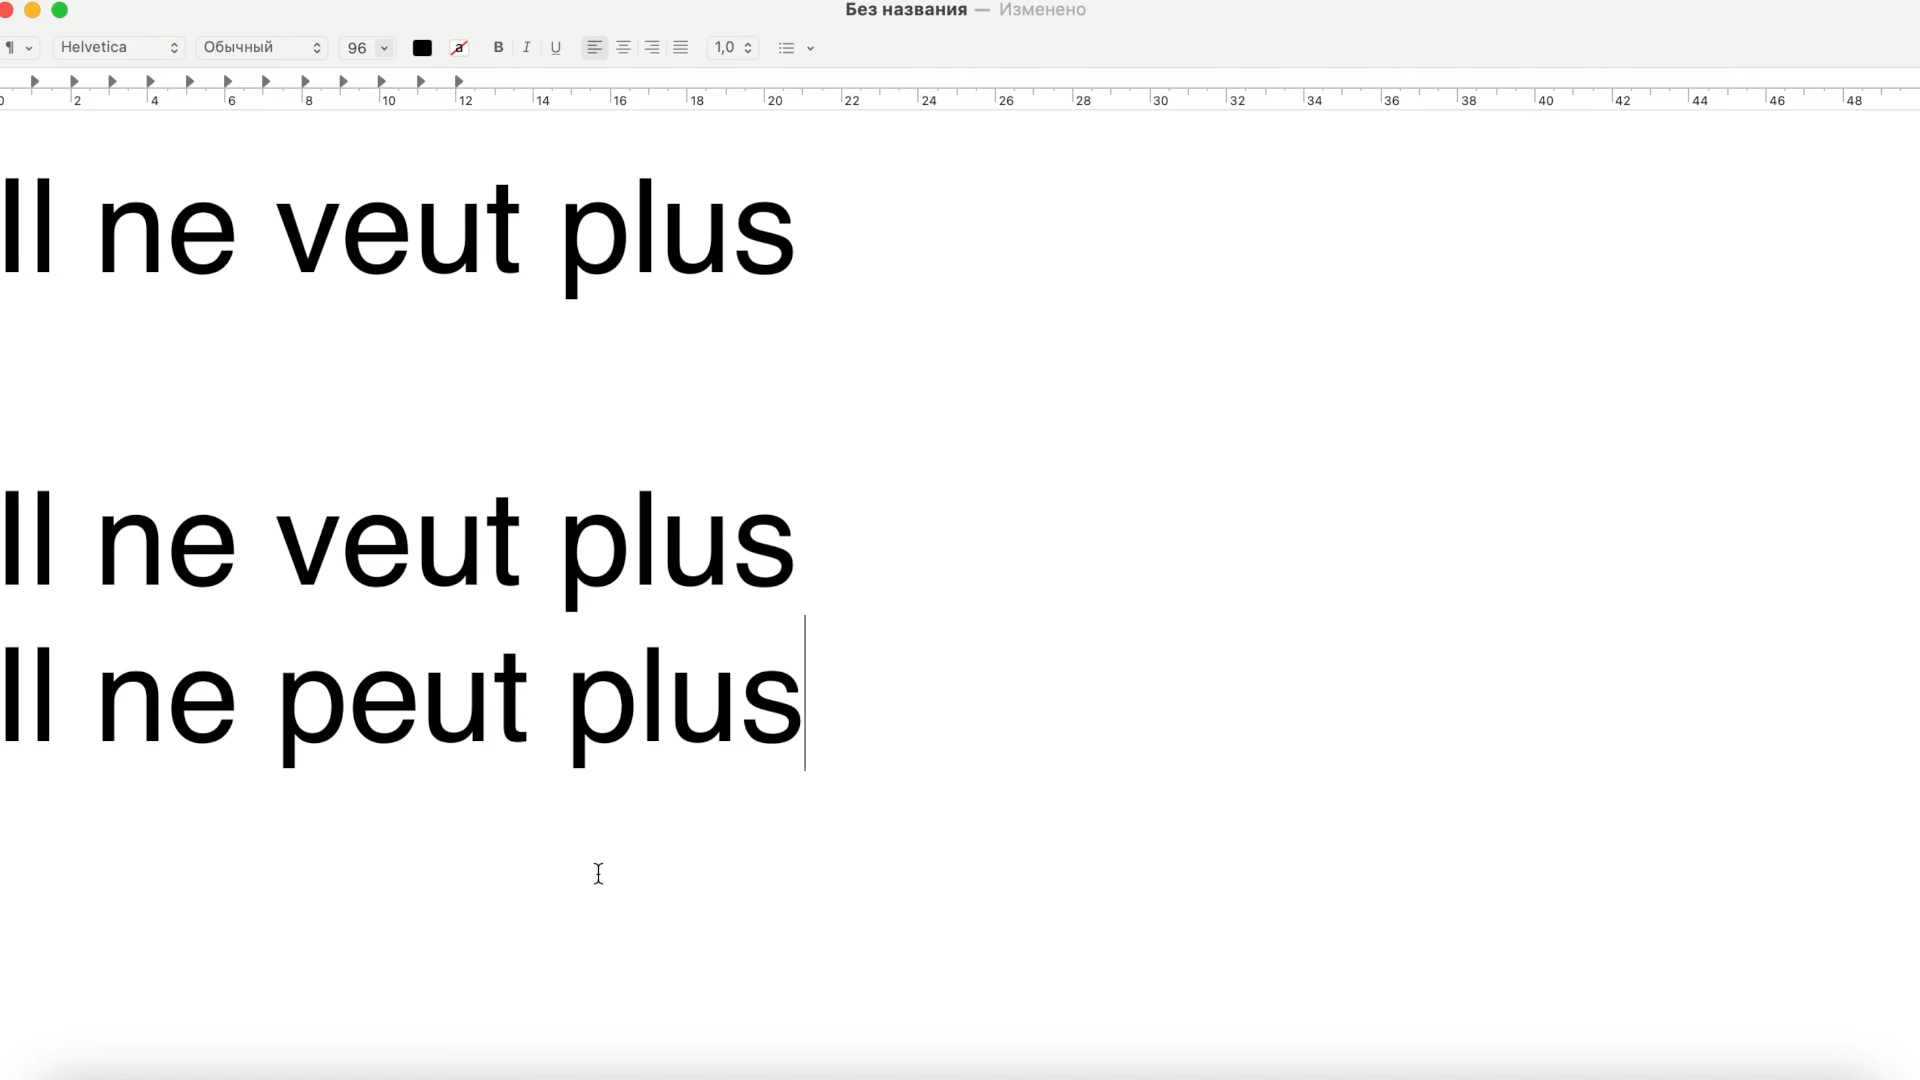 Без названия — Изменено
¶ Helvetica Обычный 96 a B I U 1,0
0 2 4 6 8 10 12 14 16 18 20 22 24 26 28 30 32 34 36 38 40 42 44 46 48
Il ne veut plus
Il ne veut plus
Il ne peut plus